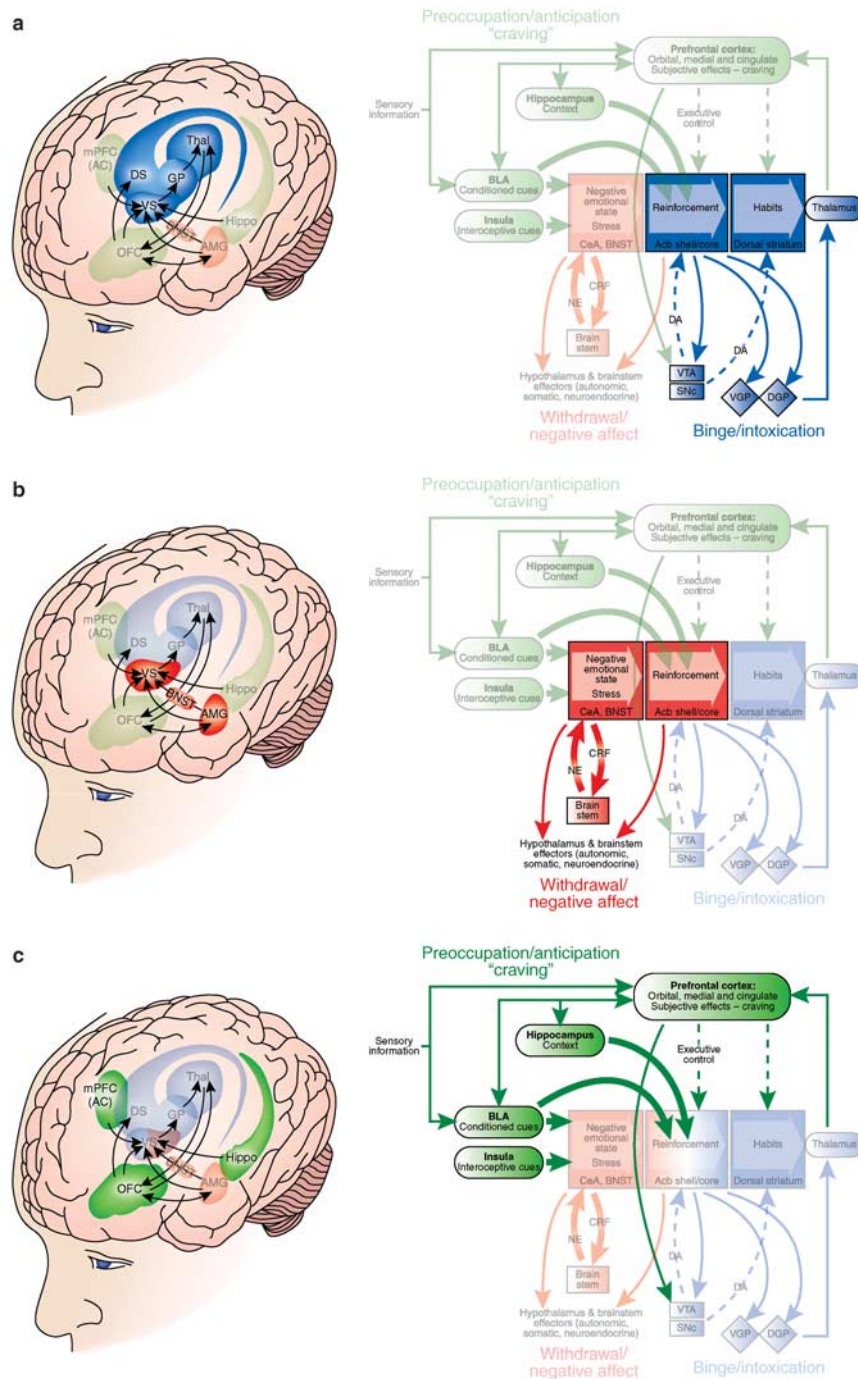 a
mPFC
(AC)
DS
GP
Thal
VS
BNST
OFC
AMG
Hippo
Preoccupation/anticipation
"craving"
Prefrontal cortex:
Orbital, medial and cingulate
Subjective effects – craving
Sensory
information
Hippocampus
Context
Executive
control
BLA
Conditioned cues
Insula
Interoceptive cues
Negative
emotional
state
Stress
CeA, BNST
Reinforcement
Acb shell/core
Habits
Dorsal striatum
Thalamus
NE
CRF
Brain
stem
DA
DA
VTA
SNc
VGP
DGP
Hypothalamus & brainstem
effectors (autonomic,
somatic, neuroendocrine)
Withdrawal/
negative affect
Binge/intoxication
b
mPFC
(AC)
DS
GP
Thal
VS
BNST
OFC
AMG
Hippo
Preoccupation/anticipation
"craving"
Prefrontal cortex:
Orbital, medial and cingulate
Subjective effects – craving
Sensory
information
Hippocampus
Context
Executive
control
BLA
Conditioned cues
Insula
Interoceptive cues
Negative
emotional
state
Stress
CeA, BNST
Reinforcement
Acb shell/core
Habits
Dorsal striatum
Thalamus
NE
CRF
Brain
stem
DA
DA
VTA
SNc
VGP
DGP
Hypothalamus & brainstem
effectors (autonomic,
somatic, neuroendocrine)
Withdrawal/
negative affect
Binge/intoxication
c
mPFC
(AC)
DS
GP
Thal
VS
BNST
OFC
AMG
Hippo
Preoccupation/anticipation
"craving"
Prefrontal cortex:
Orbital, medial and cingulate
Subjective effects – craving
Sensory
information
Hippocampus
Context
Executive
control
BLA
Conditioned cues
Insula
Interoceptive cues
Negative
emotional
state
Stress
CeA, BNST
Reinforcement
Acb shell/core
Habits
Dorsal striatum
Thalamus
NE
CRF
Brain
stem
DA
DA
VTA
SNc
VGP
DGP
Hypothalamus & brainstem
effectors (autonomic,
somatic, neuroendocrine)
Withdrawal/
negative affect
Binge/intoxication